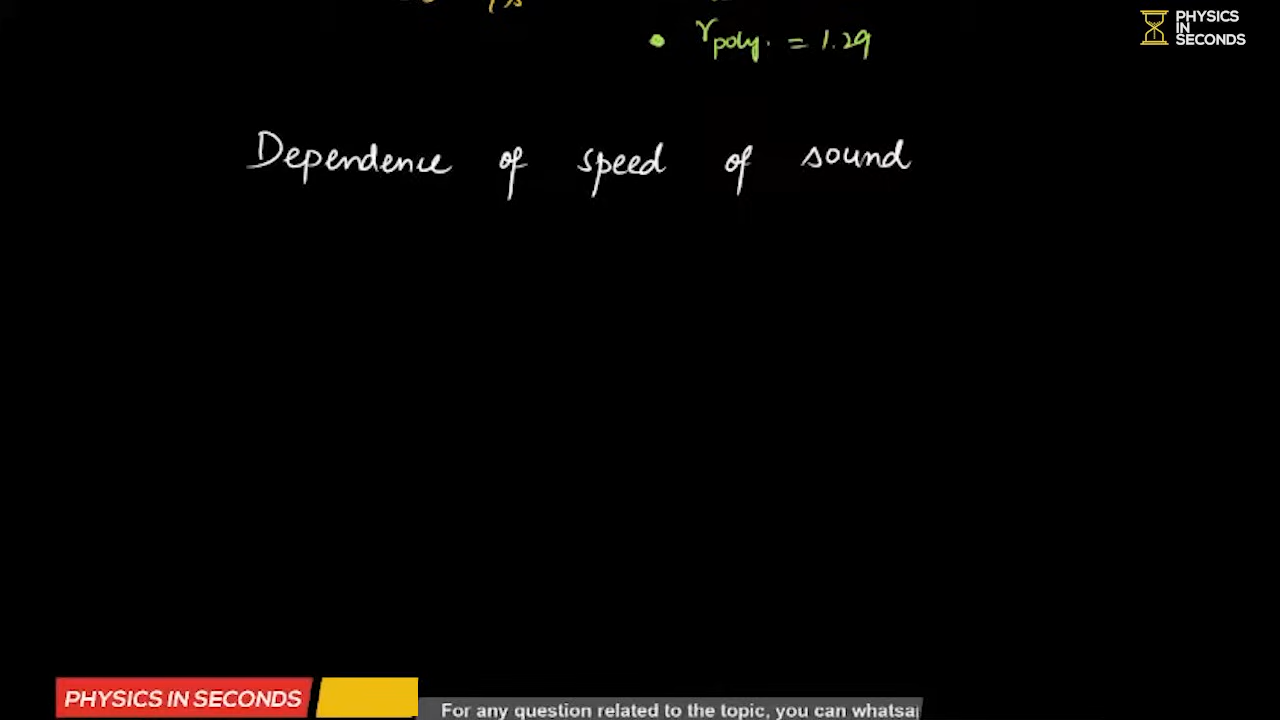 γpoly. = 1.29
PHYSICS
IN
SECONDS
Dependence of speed of sound
PHYSICS IN SECONDS
For any question related to the topic, you can whatsa